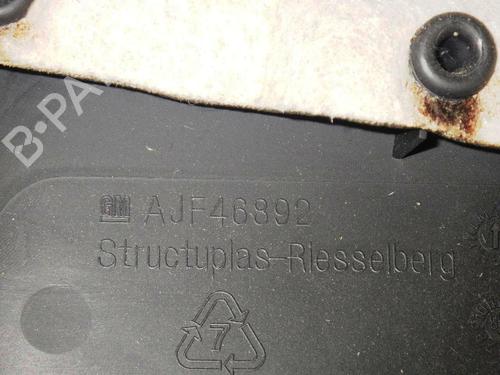 B-PA
GM AJF46892
Structuplas-Riesselberg
7